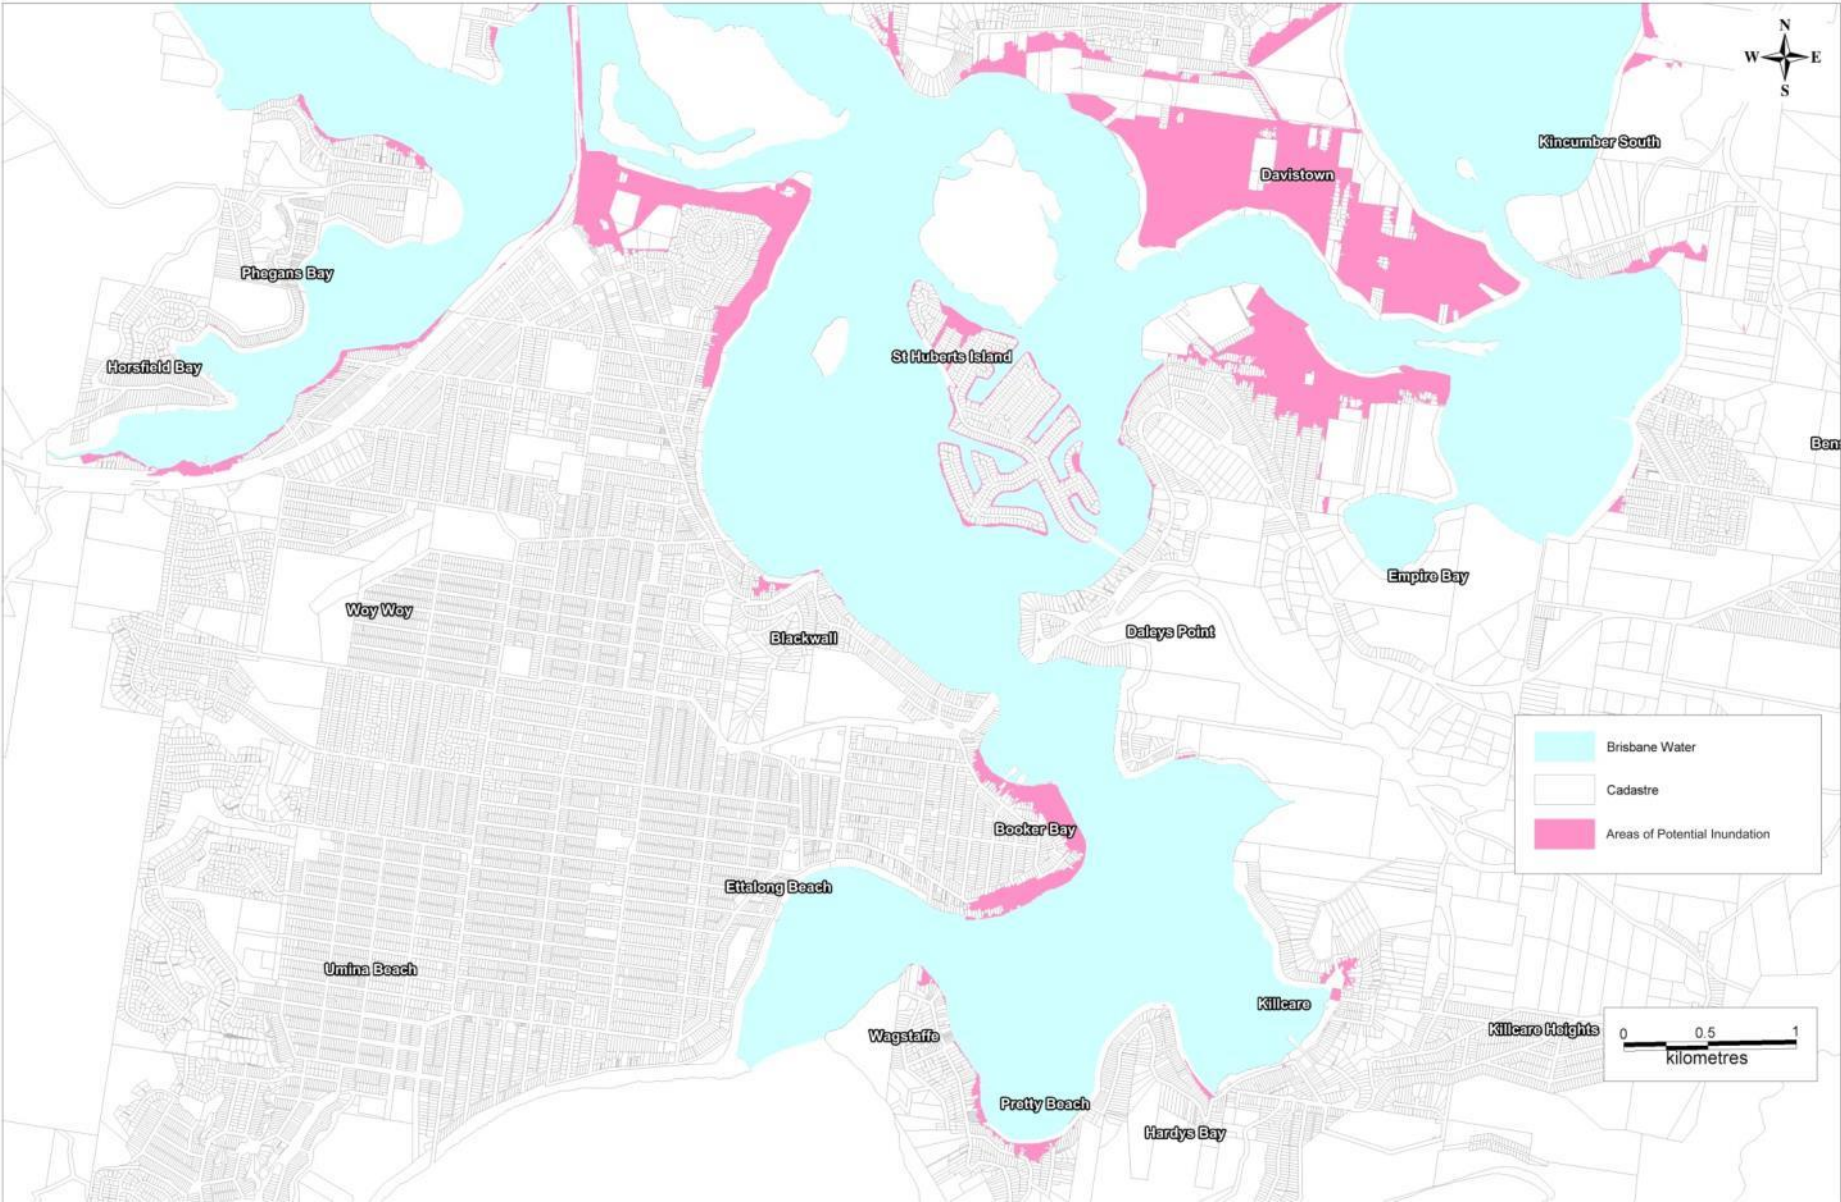 N
W E
S
Kincumber South
Davistown
Phegans Bay
St Huberts Island
Horsfield Bay
Ben
Empire Bay
Woy Woy
Daleys Point
Blackwall
Brisbane Water
Cadastre
Areas of Potential Inundation
Booker Bay
Ettalong Beach
Umina Beach
Killcare
Wagstaffe
Killcare Heights
0 0.5 1
kilometres
Pretty Beach
Hardys Bay